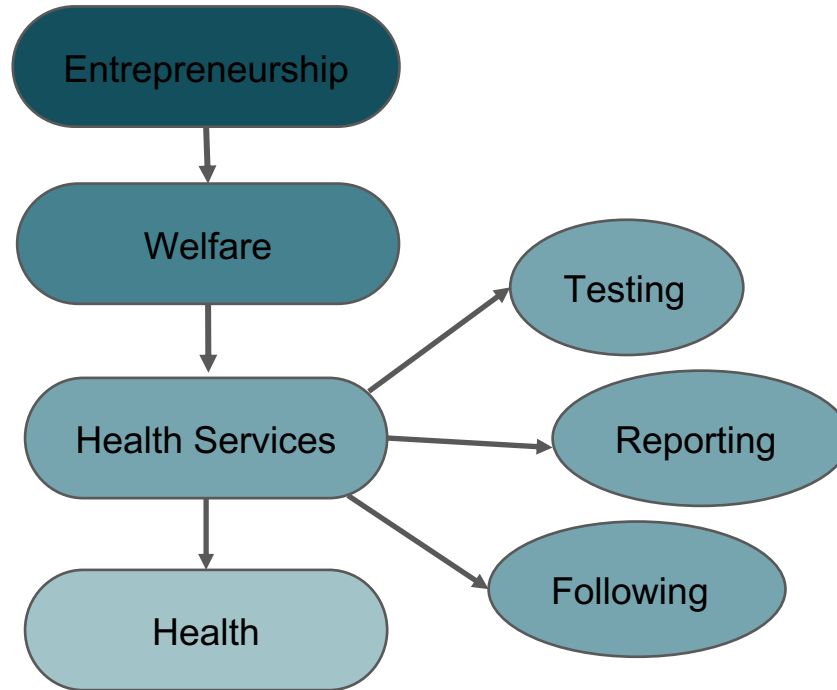 Entrepreneurship
Welfare
Testing
Health Services
Reporting
Following
Health